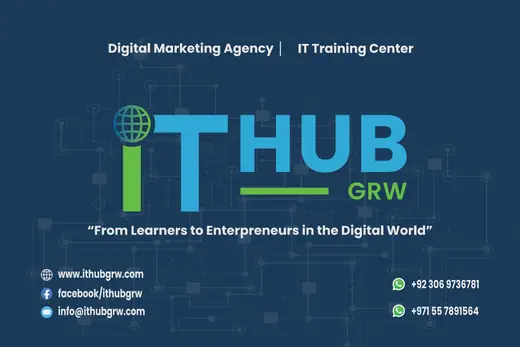 Digital Marketing Agency | IT Training Center
iT HUB
GRW
“From Learners to Enterpreneurs in the Digital World”
www.ithubgrw.com
facebook/ithubgrw
info@ithubgrw.com
+92 306 9736781
+971 55 7891564